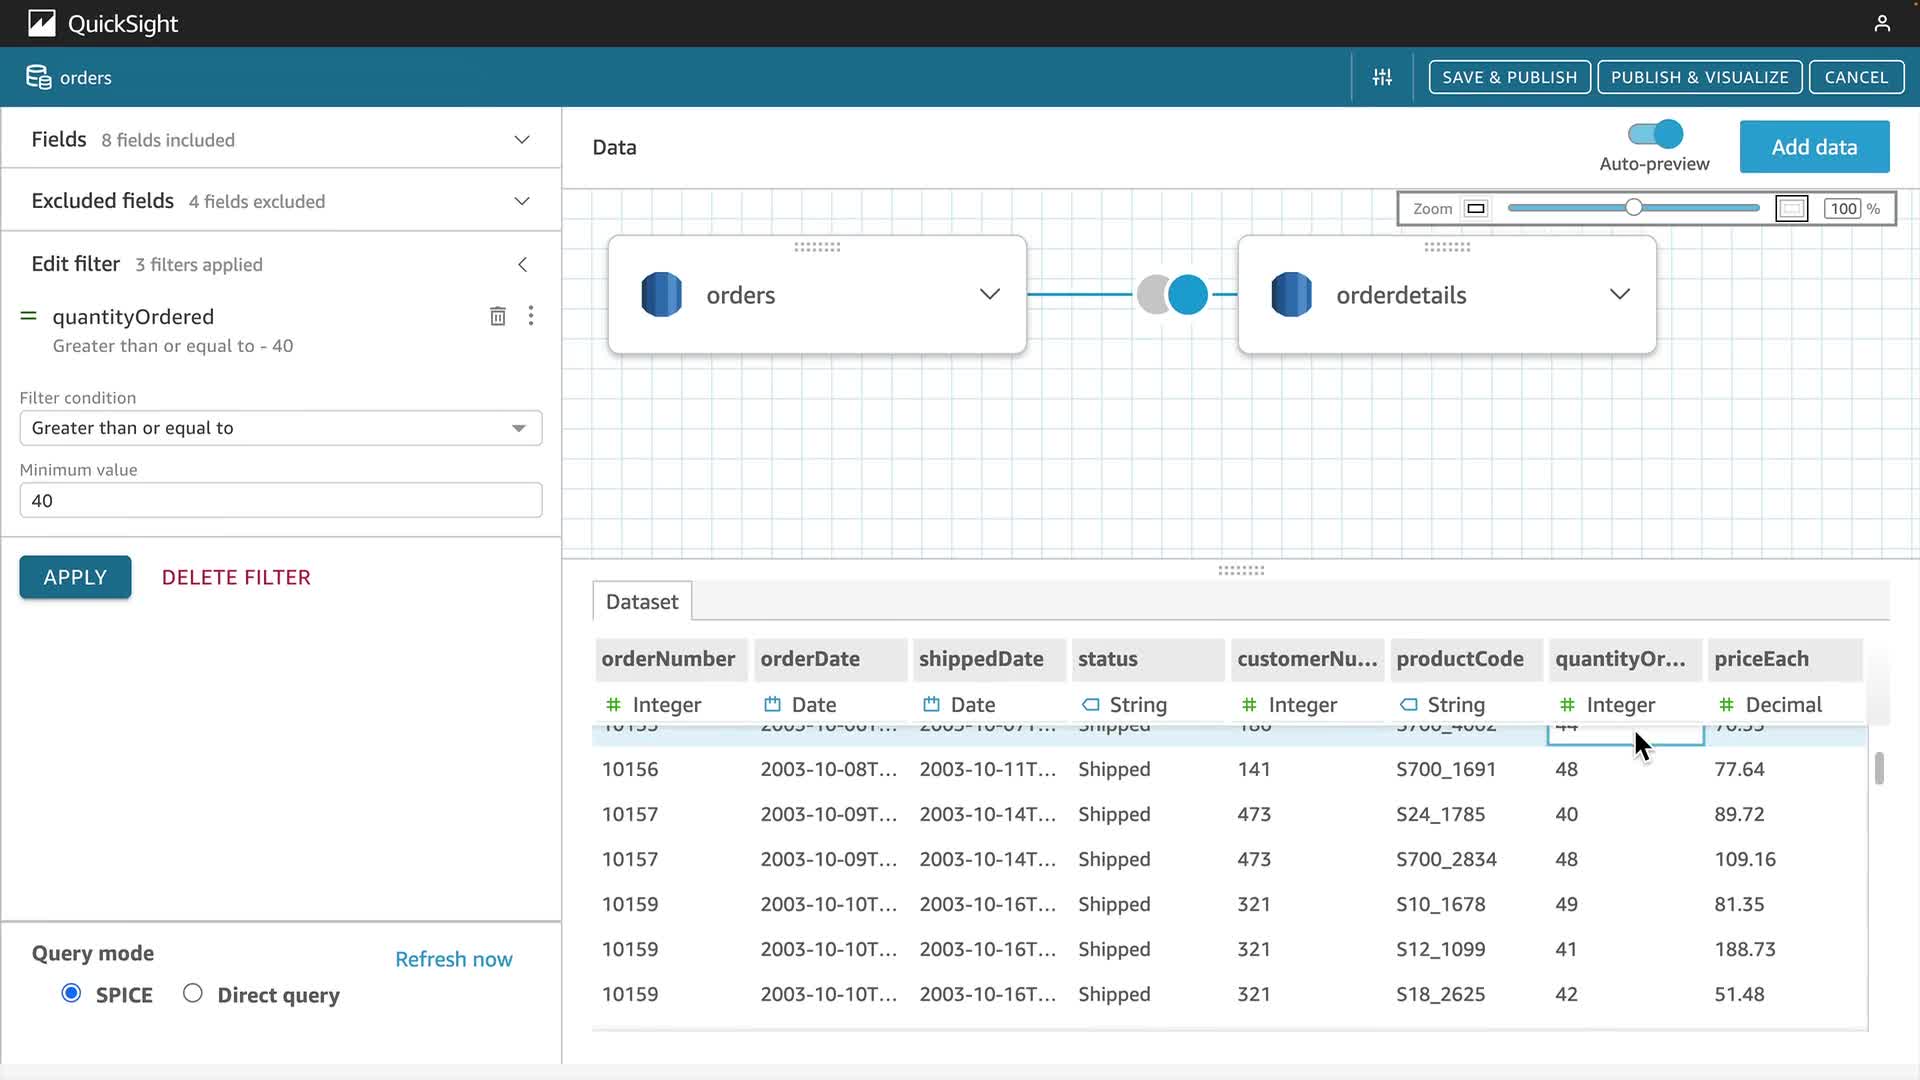 QuickSight
orders
SAVE & PUBLISH
PUBLISH & VISUALIZE
CANCEL
Fields 8 fields included
Excluded fields 4 fields excluded
Edit filter 3 filters applied
quantityOrdered
Greater than or equal to - 40
Filter condition
Greater than or equal to
Minimum value
40
APPLY
DELETE FILTER
Query mode
Refresh now
SPICE
Direct query
Data
Auto-preview
Add data
Zoom
100 %
orders
orderdetails
Dataset
orderNumber orderDate shippedDate status customerNu... productCode quantityOr... priceEach
# Integer Date Date String # Integer String # Integer # Decimal
Shipped
10156 2003-10-08T... 2003-10-11T... Shipped 141 S700_1691 48 77.64
10157 2003-10-09T... 2003-10-14T... Shipped 473 S24_1785 40 89.72
10157 2003-10-09T... 2003-10-14T... Shipped 473 S700_2834 48 109.16
10159 2003-10-10T... 2003-10-16T... Shipped 321 S10_1678 49 81.35
10159 2003-10-10T... 2003-10-16T... Shipped 321 S12_1099 41 188.73
10159 2003-10-10T... 2003-10-16T... Shipped 321 S18_2625 42 51.48